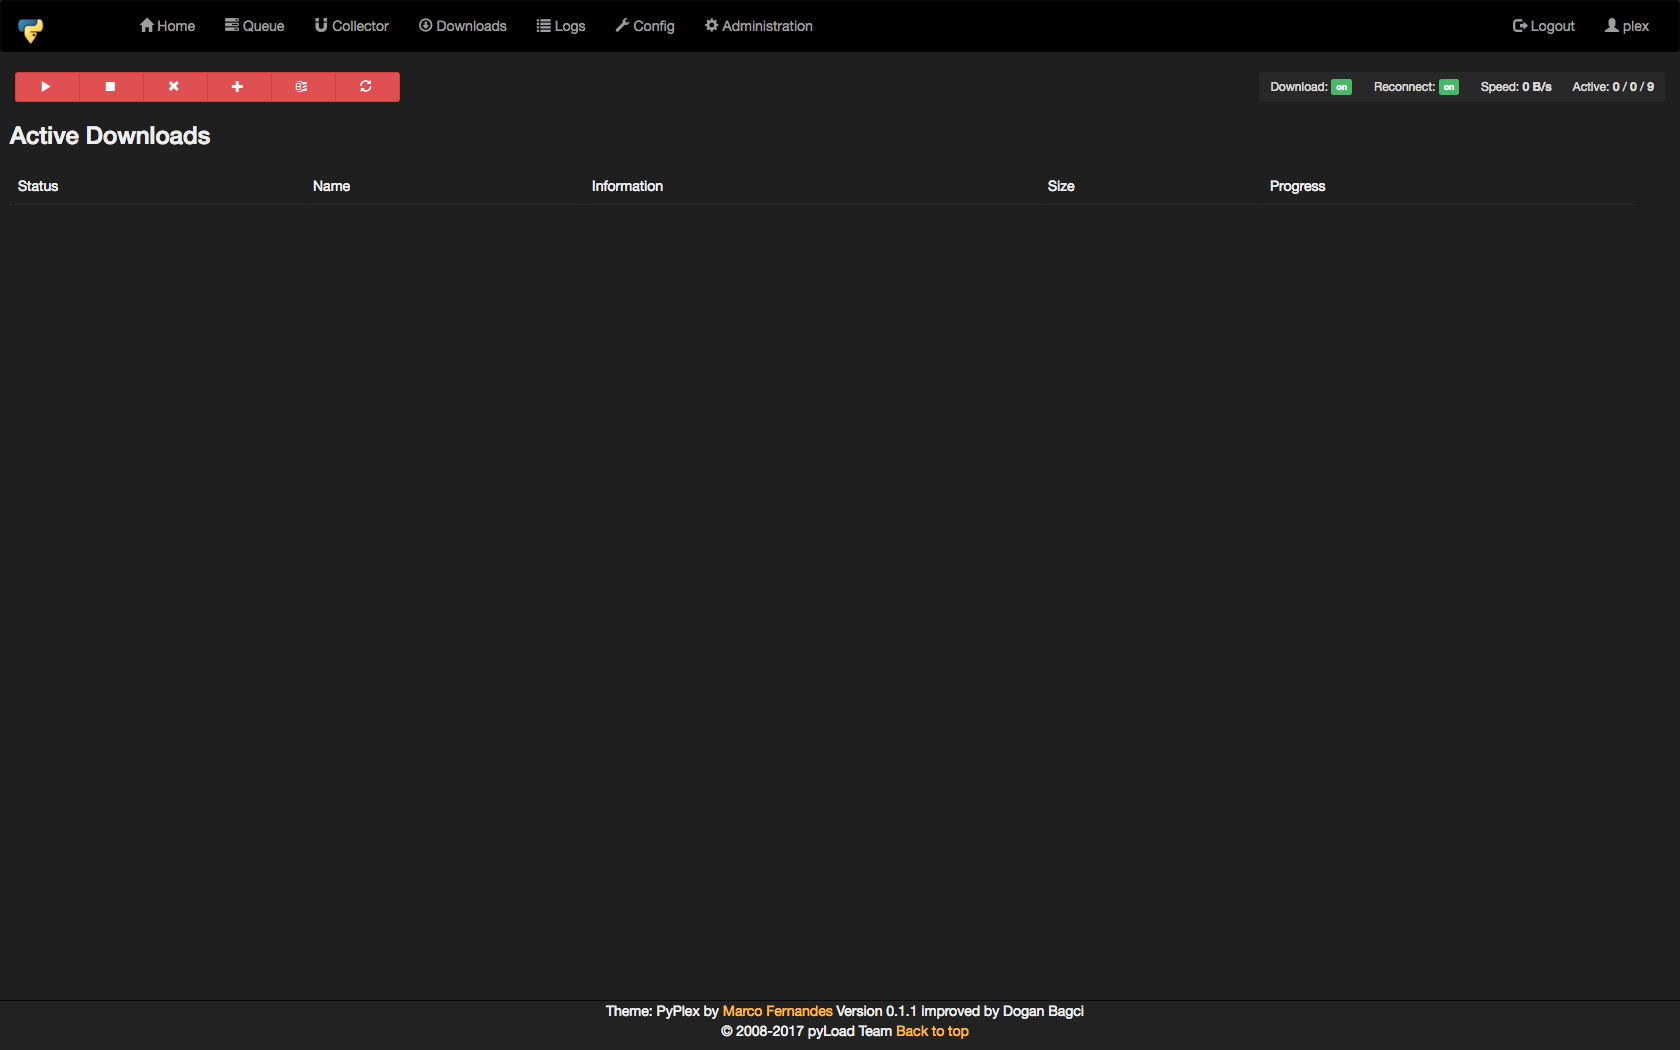 Home Queue Collector Downloads Logs Config Administration Logout plex
Download: on Reconnect: on Speed: 0 B/s Active: 0 / 0 / 9
Active Downloads
Status Name Information Size Progress
Theme: PyPlex by Marco Fernandes Version 0.1.1 improved by Dogan Bagci
© 2008-2017 pyLoad Team Back to top